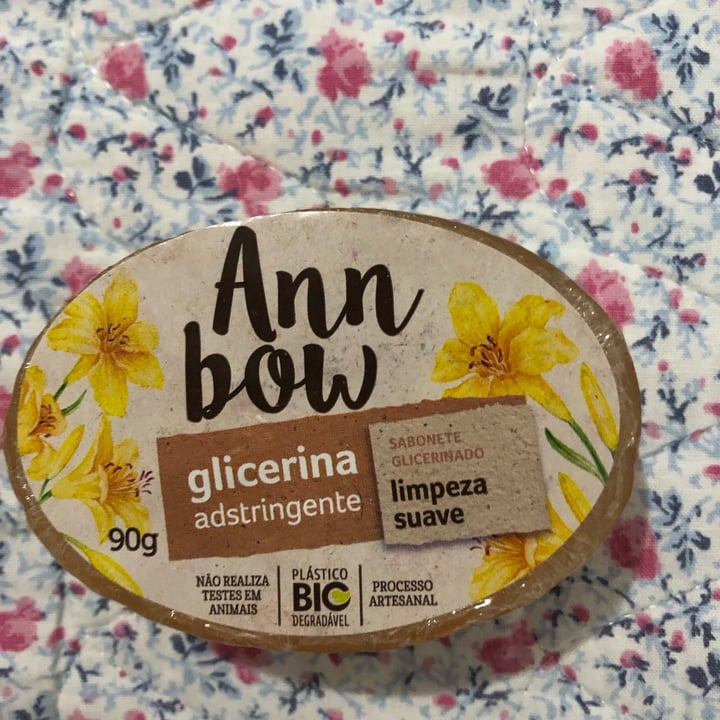 Ann
bow
glicerina
adstringente
SABONETE
GLICERINADO
limpeza
suave
90g
NÃO REALIZA
TESTES EM
ANIMAIS
PLÁSTICO
BIO
DEGRADÁVEL
PROCESSO
ARTESANAL